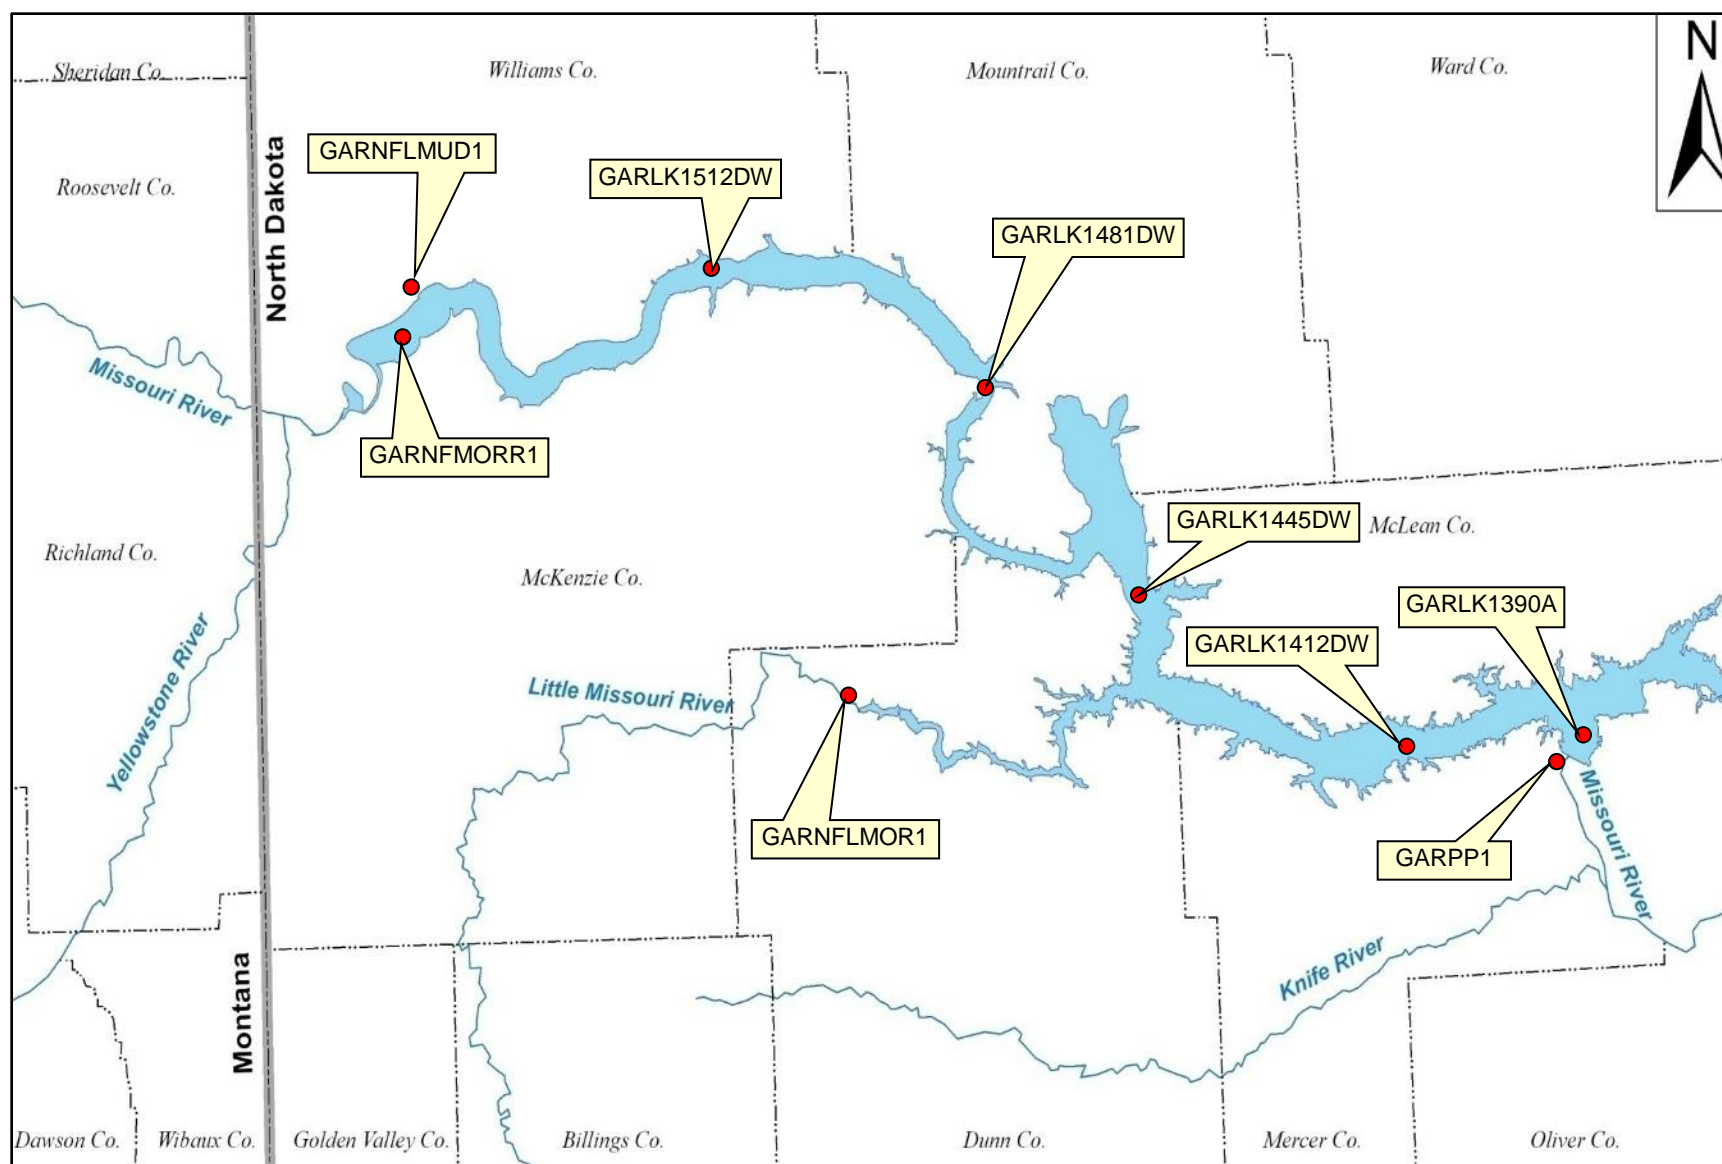 Sheridan Co.
Williams Co.
Mountrail Co.
Ward Co.
N
GARNFLMUD1
Roosevelt Co.
North Dakota
GARLK1512DW
GARLK1481DW
Missouri River
GARNFMORR1
GARLK1445DW
McLean Co.
Richland Co.
McKenzie Co.
GARLK1390A
Yellowstone River
GARLK1412DW
Little Missouri River
GARNFLMOR1
GARPP1
Missouri River
Knife River
Montana
Dawson Co.
Wibaux Co.
Golden Valley Co.
Billings Co.
Dunn Co.
Mercer Co.
Oliver Co.